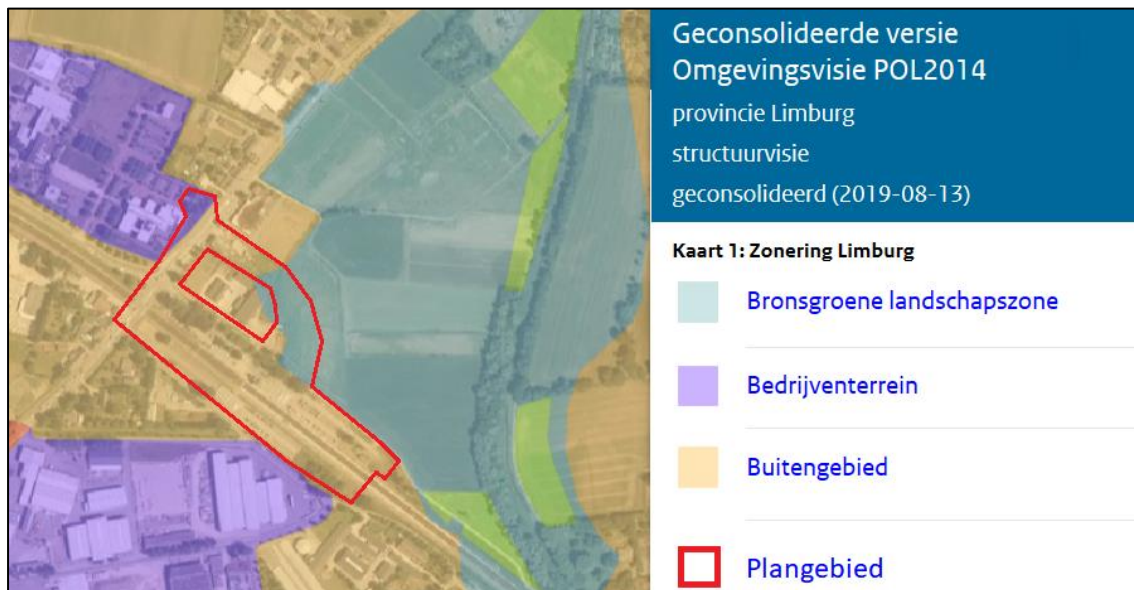 Geconsolideerde versie
Omgevingsvisie POL2014
provincie Limburg
structuurvisie
geconsolideerd (2019-08-13)
Kaart 1: Zonering Limburg
Bronsgroene landschapszone
Bedrijventerrein
Buitengebied
Plangebied